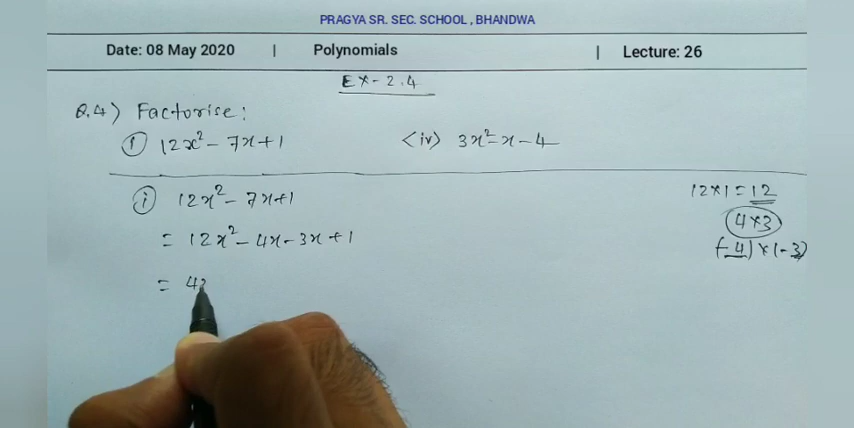 PRAGYA SR. SEC. SCHOOL , BHANDWA
Date: 08 May 2020 | Polynomials | Lecture: 26
Ex-2.4
Q.4) Factorise:
(i) 12x² - 7x + 1 <iv> 3x² - x - 4
(i) 12x² - 7x + 1
= 12x² - 4x - 3x + 1
= 4x
12×1 = 12
4×3
(-4)×(-3)